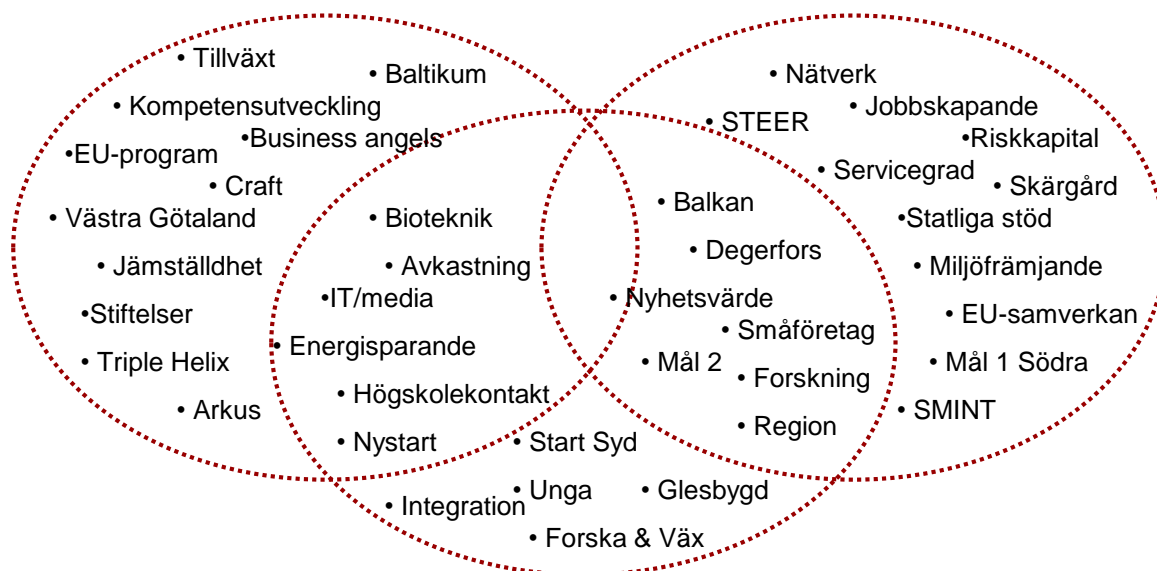 • Tillväxt
• Baltikum
• Kompetensutveckling
•Business angels
•EU-program
• Craft
• Västra Götaland
• Jämställdhet
•Stiftelser
• Triple Helix
• Arkus
• Bioteknik
• Avkastning
•IT/media
• Energisparande
• Högskolekontakt
• Nystart
• Start Syd
• Integration
• Unga
• Glesbygd
• Forska & Väx
• Balkan
• Degerfors
• Nyhetsvärde
• Småföretag
• Mål 2
• Forskning
• Region
• Nätverk
• Jobbskapande
• STEER
•Riskkapital
• Servicegrad
• Skärgård
•Statliga stöd
• Miljöfrämjande
• EU-samverkan
• Mål 1 Södra
• SMINT